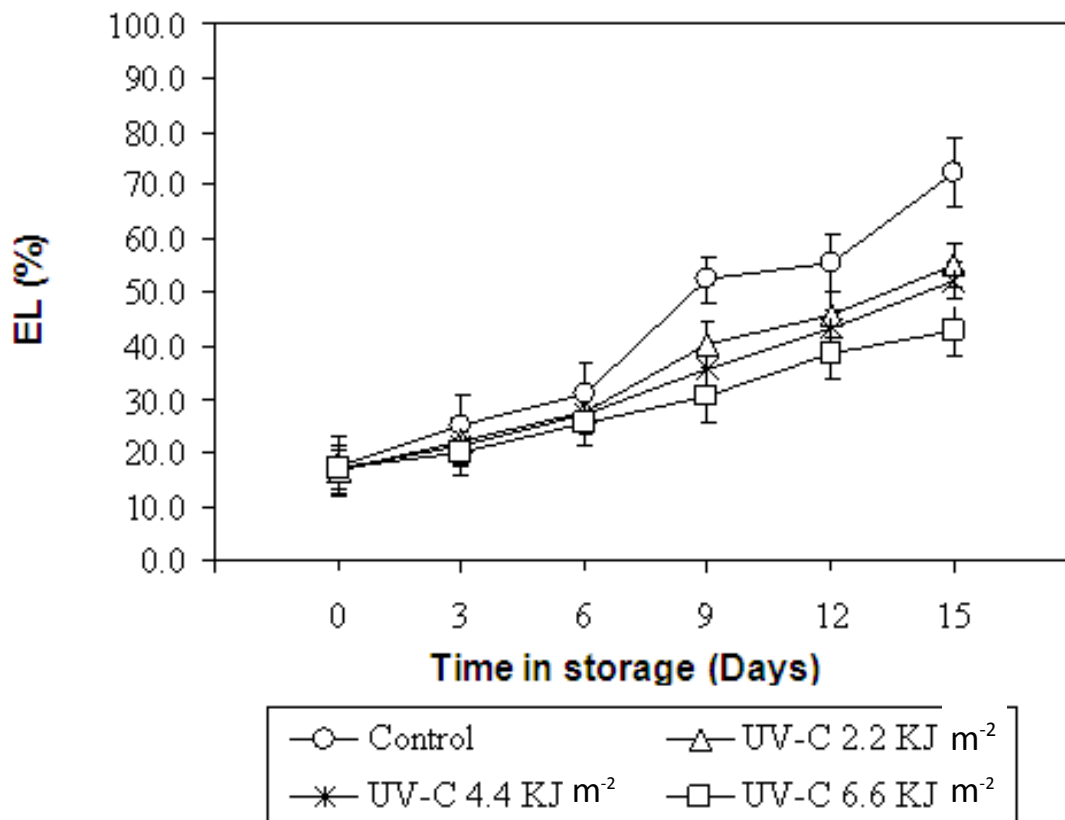 100.0
90.0
80.0
70.0
60.0
50.0
40.0
30.0
20.0
10.0
0.0
EL (%)
0 3 6 9 12 15
Time in storage (Days)
Control UV-C 2.2 KJ m⁻²
UV-C 4.4 KJ m⁻² UV-C 6.6 KJ m⁻²